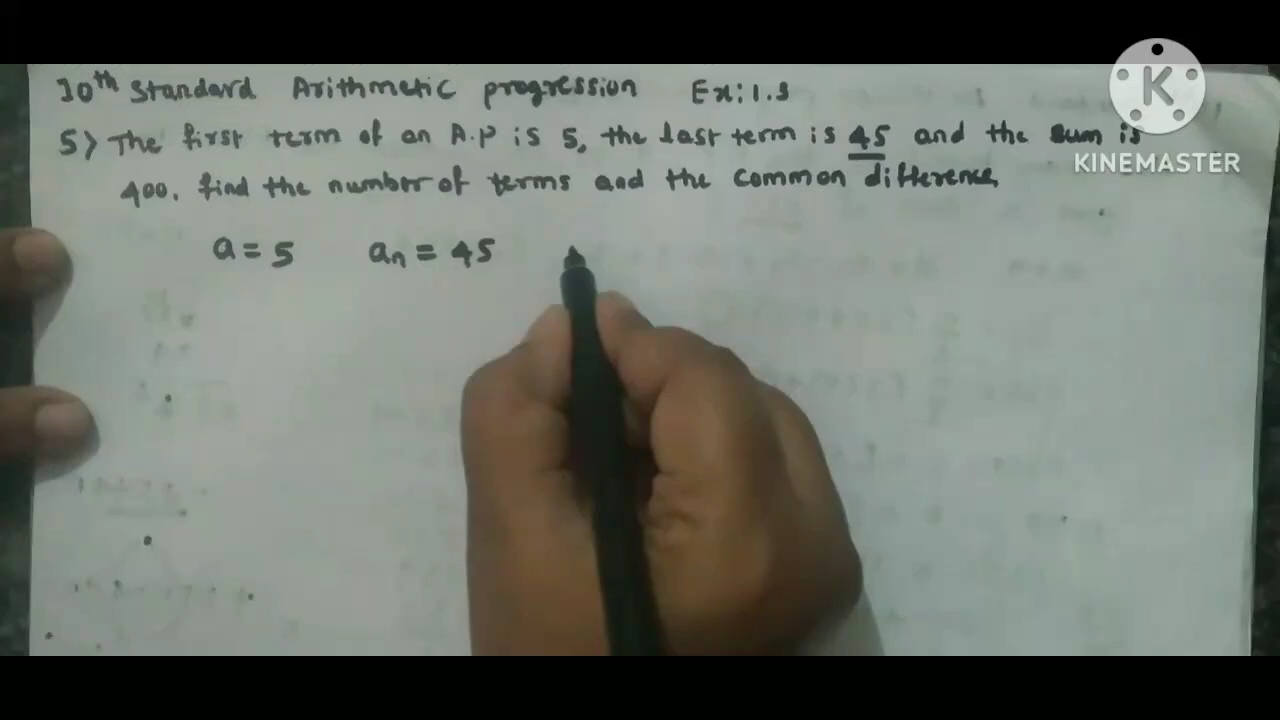 10th Standard Arithmetic progression Ex:1.3
5) The first term of an A.P is 5, the last term is 45 and the sum is
400. find the number of terms and the common difference.
a = 5 an = 45
K
KINEMASTER